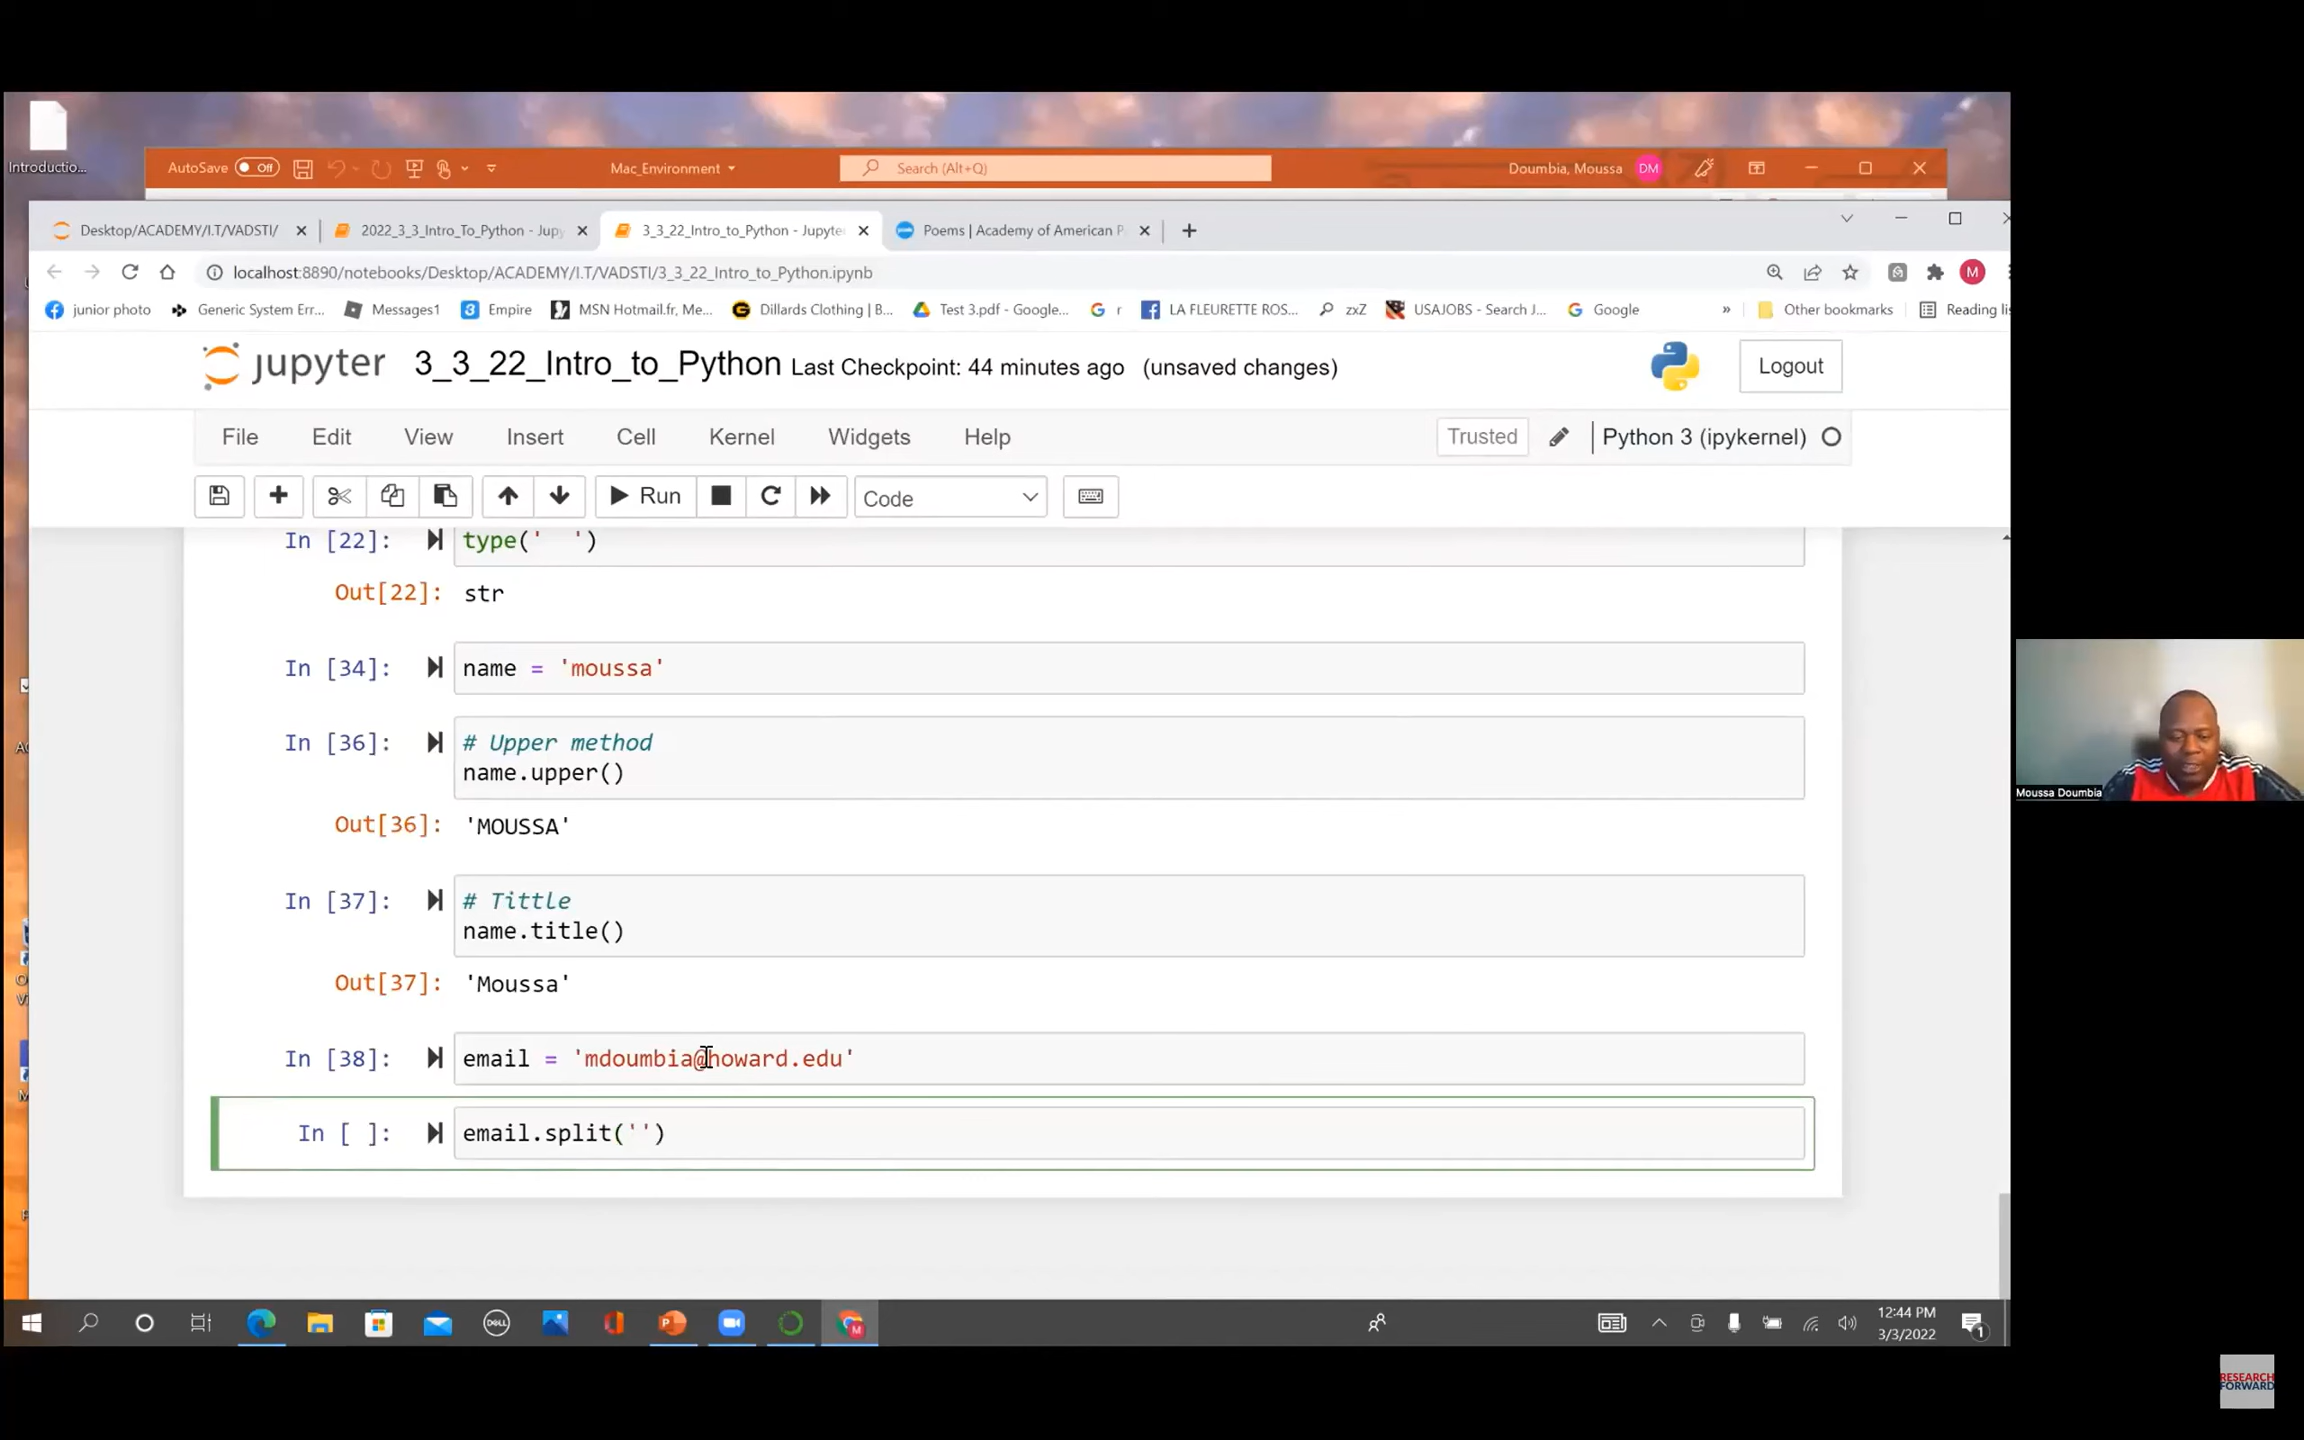 Introductio...
AutoSave Off
Mac_Environment
Search (Alt+Q)
Doumbia, Moussa DM
Desktop/ACADEMY/I.T/VADSTI/
2022_3_3_Intro_To_Python - Jupy
3_3_22_Intro_to_Python - Jupyte
Poems | Academy of American P
localhost:8890/notebooks/Desktop/ACADEMY/I.T/VADSTI/3_3_22_Intro_to_Python.ipynb
M
junior photo
Generic System Err...
Messages1
Empire
MSN Hotmail.fr, Me...
Dillards Clothing | B...
Test 3.pdf - Google...
r
LA FLEURETTE ROS...
zxZ
USAJOBS - Search J...
Google
»
Other bookmarks
Reading lis
jupyter 3_3_22_Intro_to_Python Last Checkpoint: 44 minutes ago (unsaved changes)
Logout
File Edit View Insert Cell Kernel Widgets Help
Trusted
Python 3 (ipykernel)
Run
Code
In [22]: type('  ')
Out[22]: str
In [34]: name = 'moussa'
In [36]: # Upper method
name.upper()
Out[36]: 'MOUSSA'
In [37]: # Tittle
name.title()
Out[37]: 'Moussa'
In [38]: email = 'mdoumbia@howard.edu'
In [ ]: email.split('')
Moussa Doumbia
DELL
12:44 PM
3/3/2022
1
RESEARCH
FORWARD